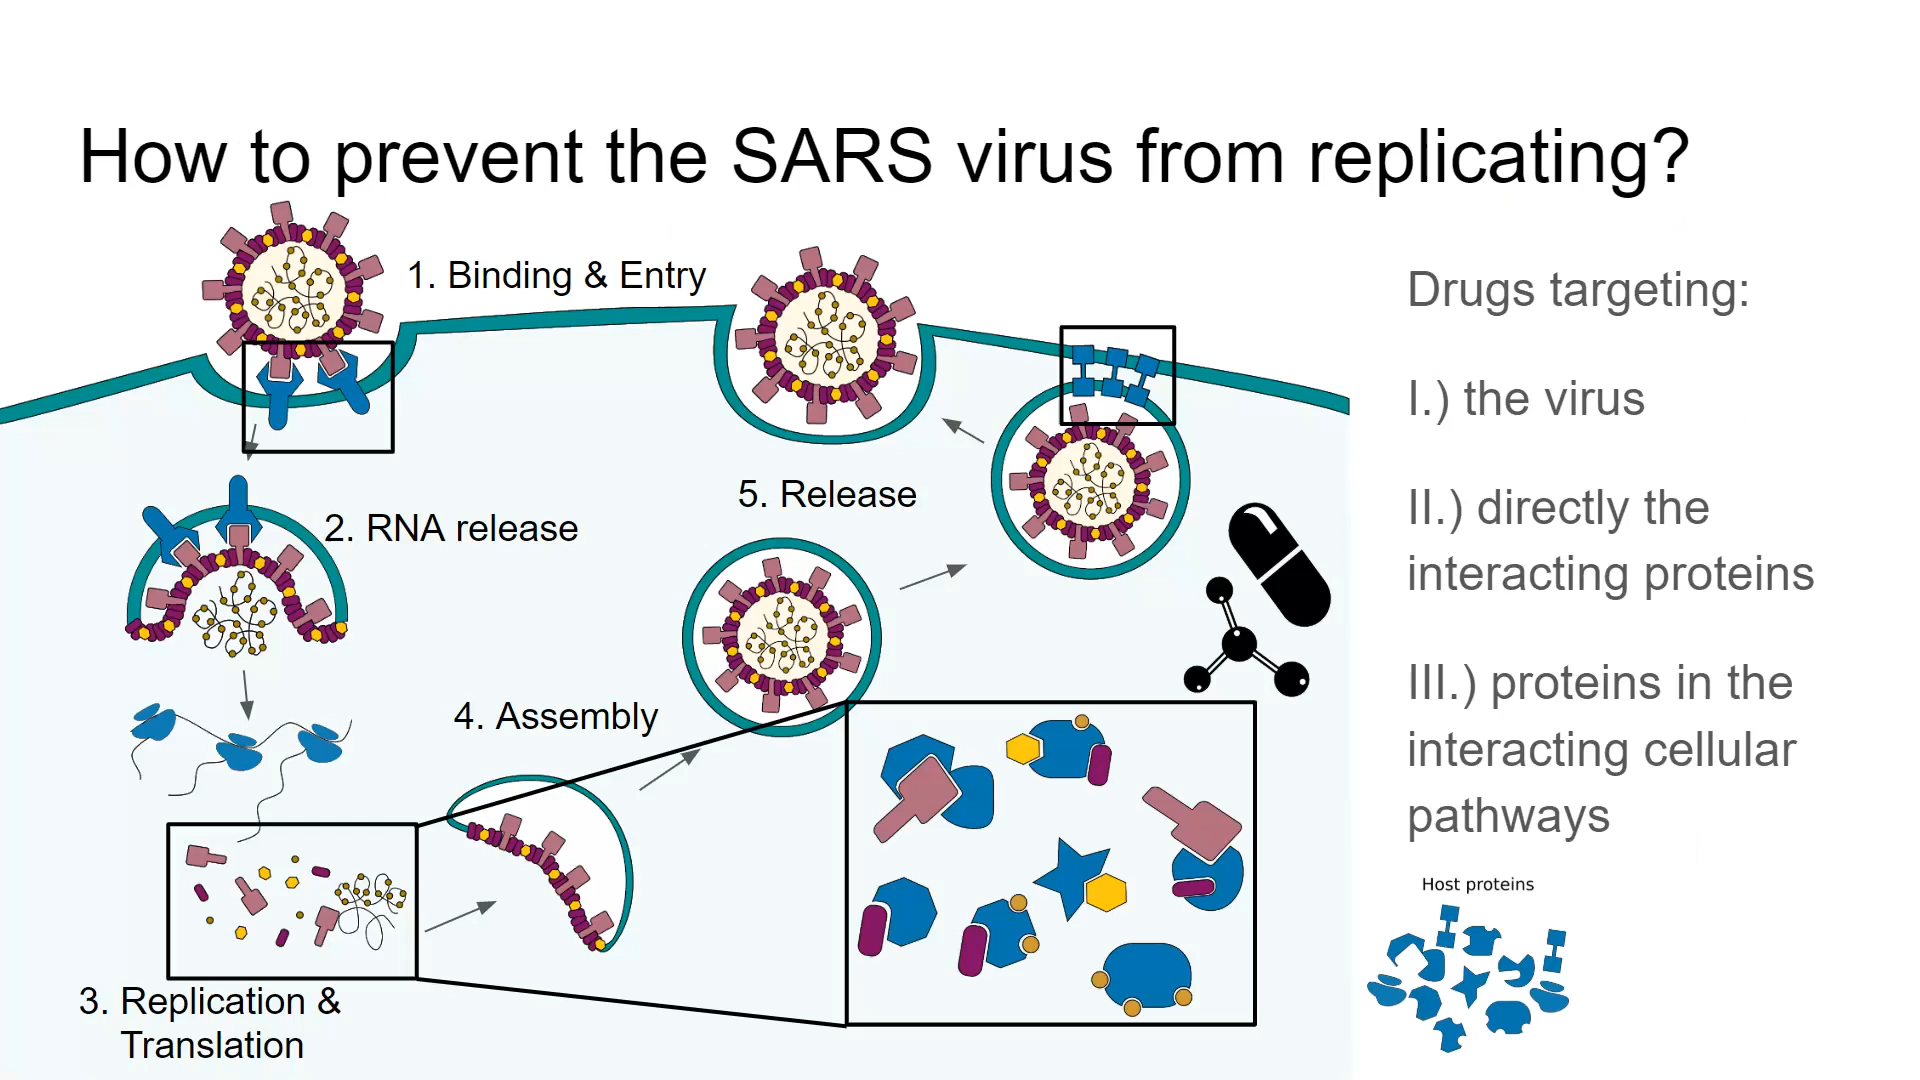 How to prevent the SARS virus from replicating?
1. Binding & Entry
2. RNA release
3. Replication &
Translation
4. Assembly
5. Release
Drugs targeting:
I.) the virus
II.) directly the
interacting proteins
III.) proteins in the
interacting cellular
pathways
Host proteins